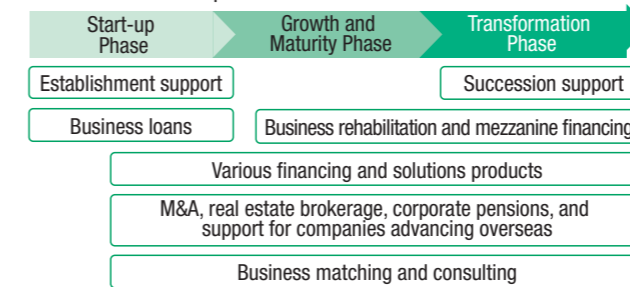 Start-up
Phase
Growth and
Maturity Phase
Transformation
Phase
Establishment support
Succession support
Business loans
Business rehabilitation and mezzanine financing
Various financing and solutions products
M&A, real estate brokerage, corporate pensions, and
support for companies advancing overseas
Business matching and consulting